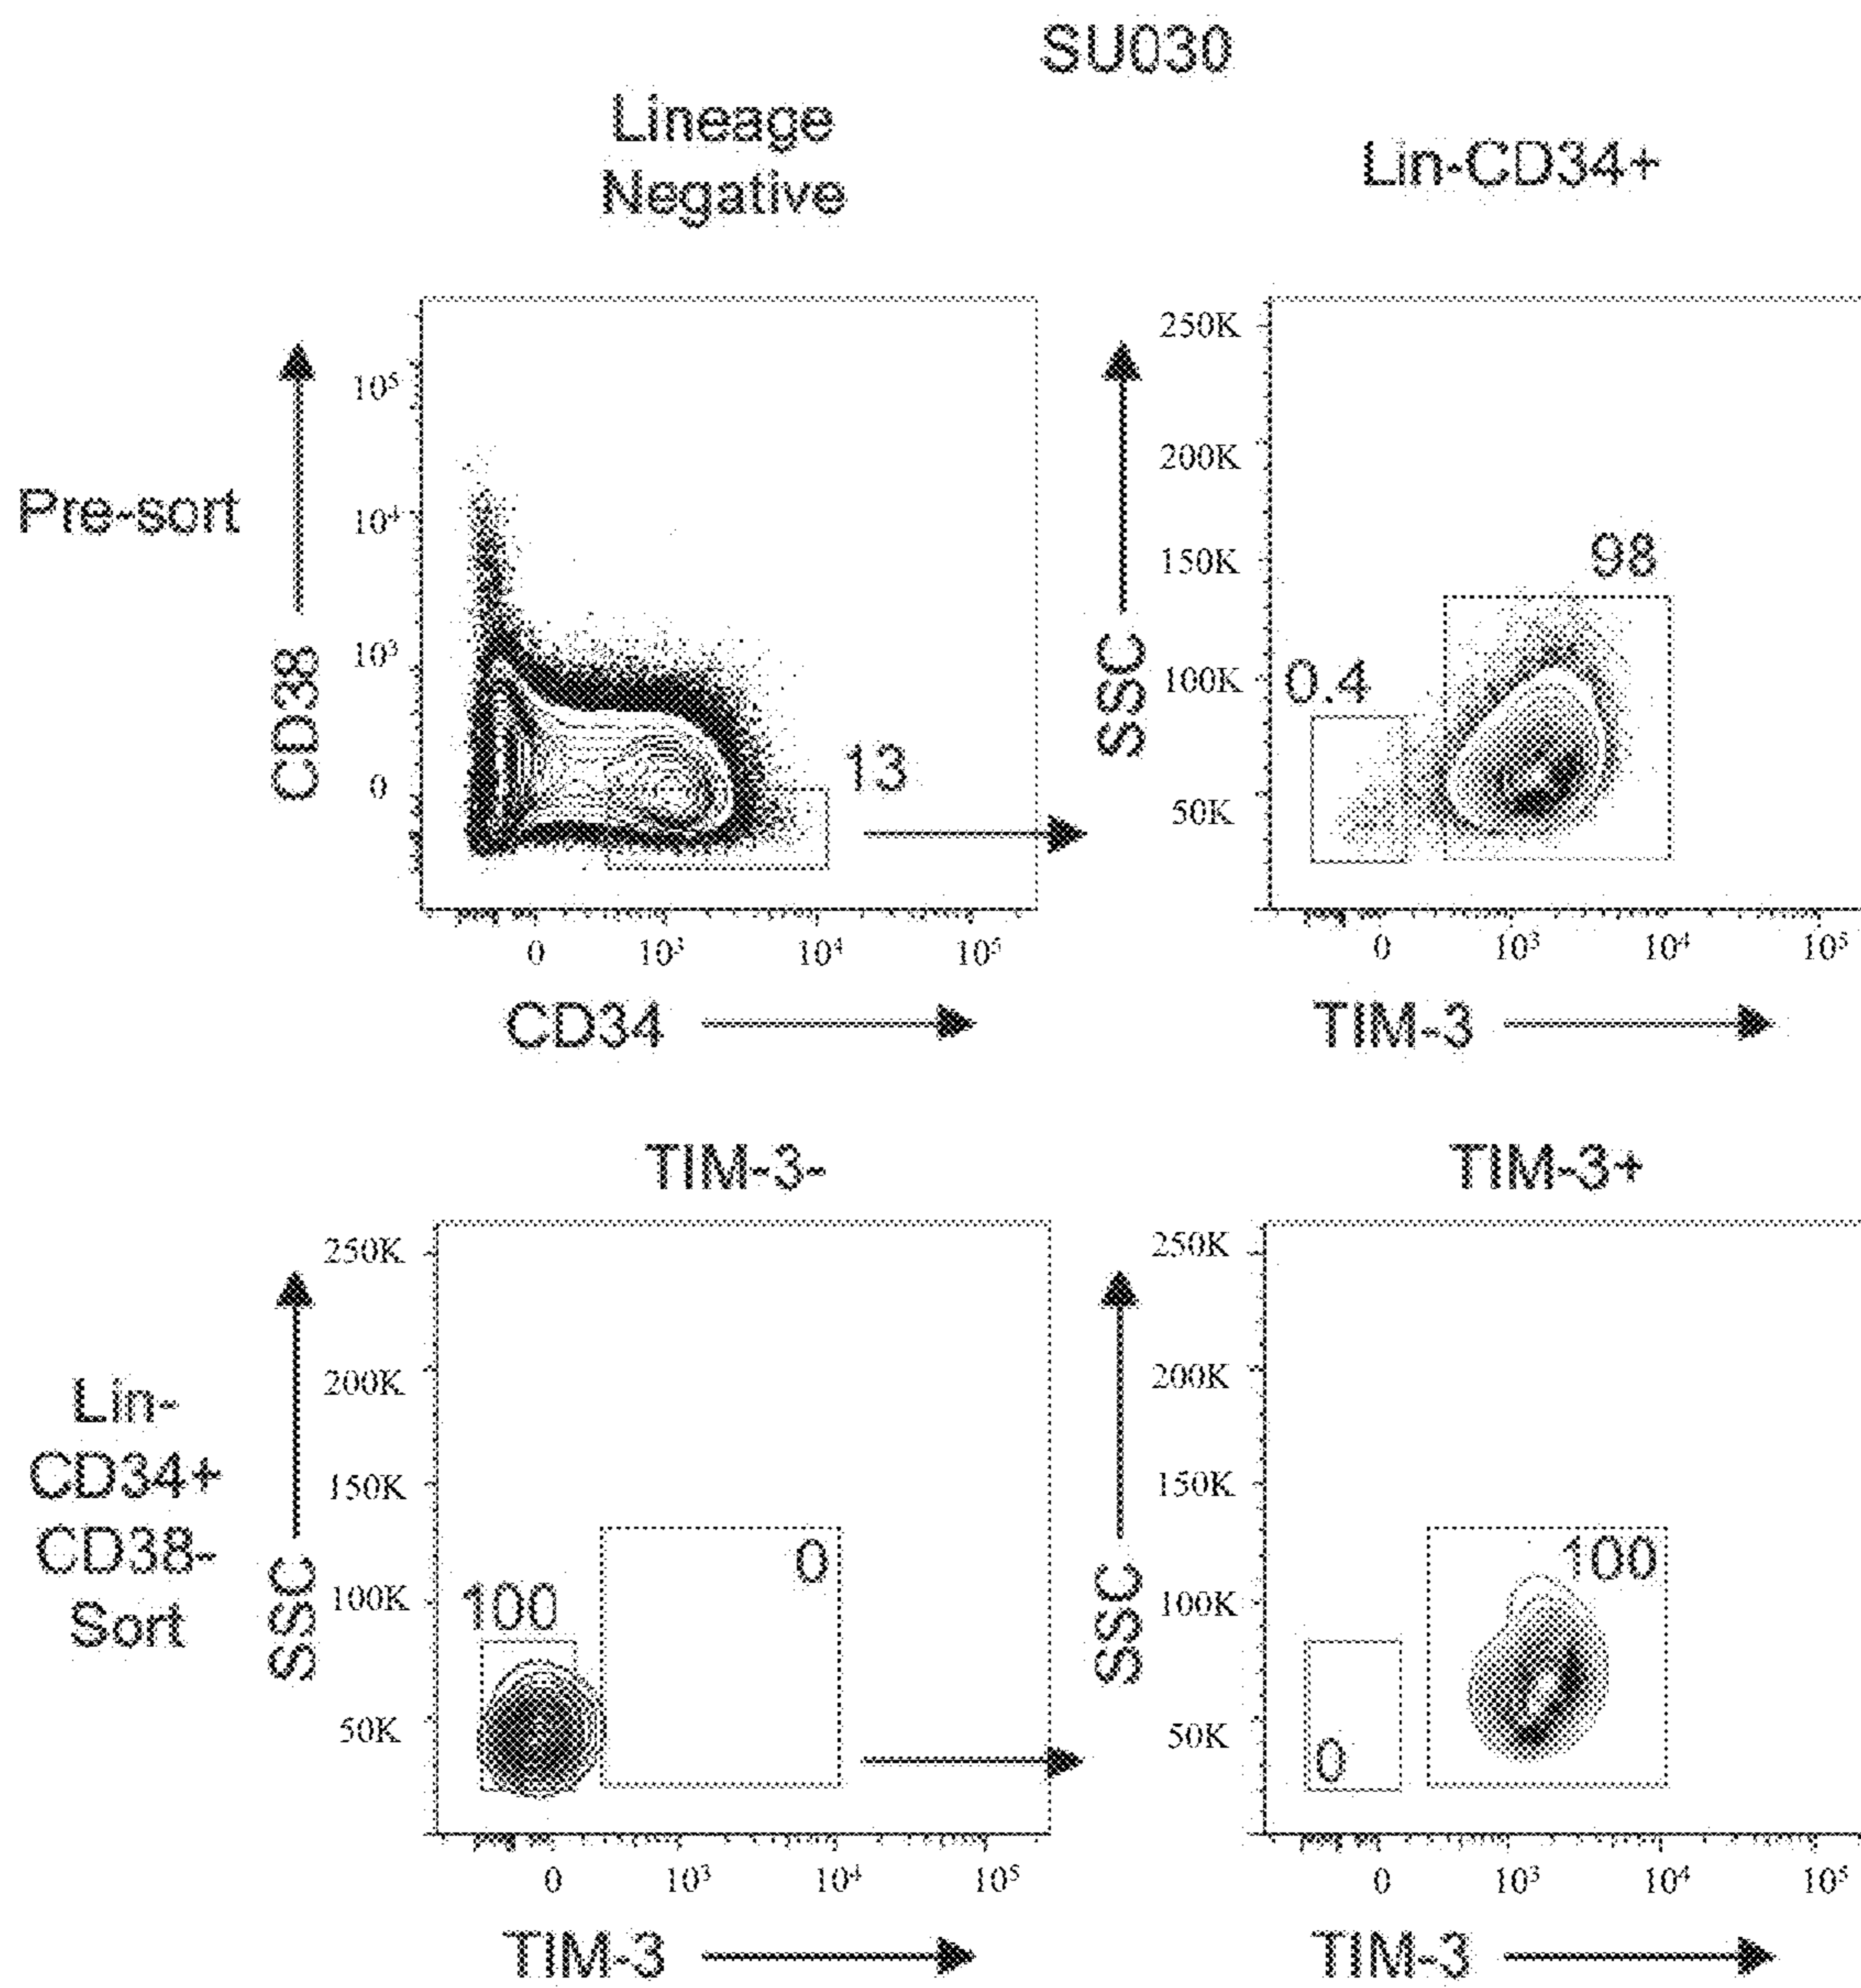 SU030
Lineage
Negative
Lin-CD34+
Pre-sort
CD38
10⁵
10⁴
10³
0
13
0 10³ 10⁴ 10⁵
CD34
SSC
250K
200K
150K
100K
50K
98
0.4
0 10³ 10⁴ 10⁵
TIM-3
Lin-
CD34+
CD38-
Sort
TIM-3-
SSC
250K
200K
150K
100K
50K
0
100
0 10³ 10⁴ 10⁵
TIM-3
TIM-3+
SSC
250K
200K
150K
100K
50K
100
0
0 10³ 10⁴ 10⁵
TIM-3